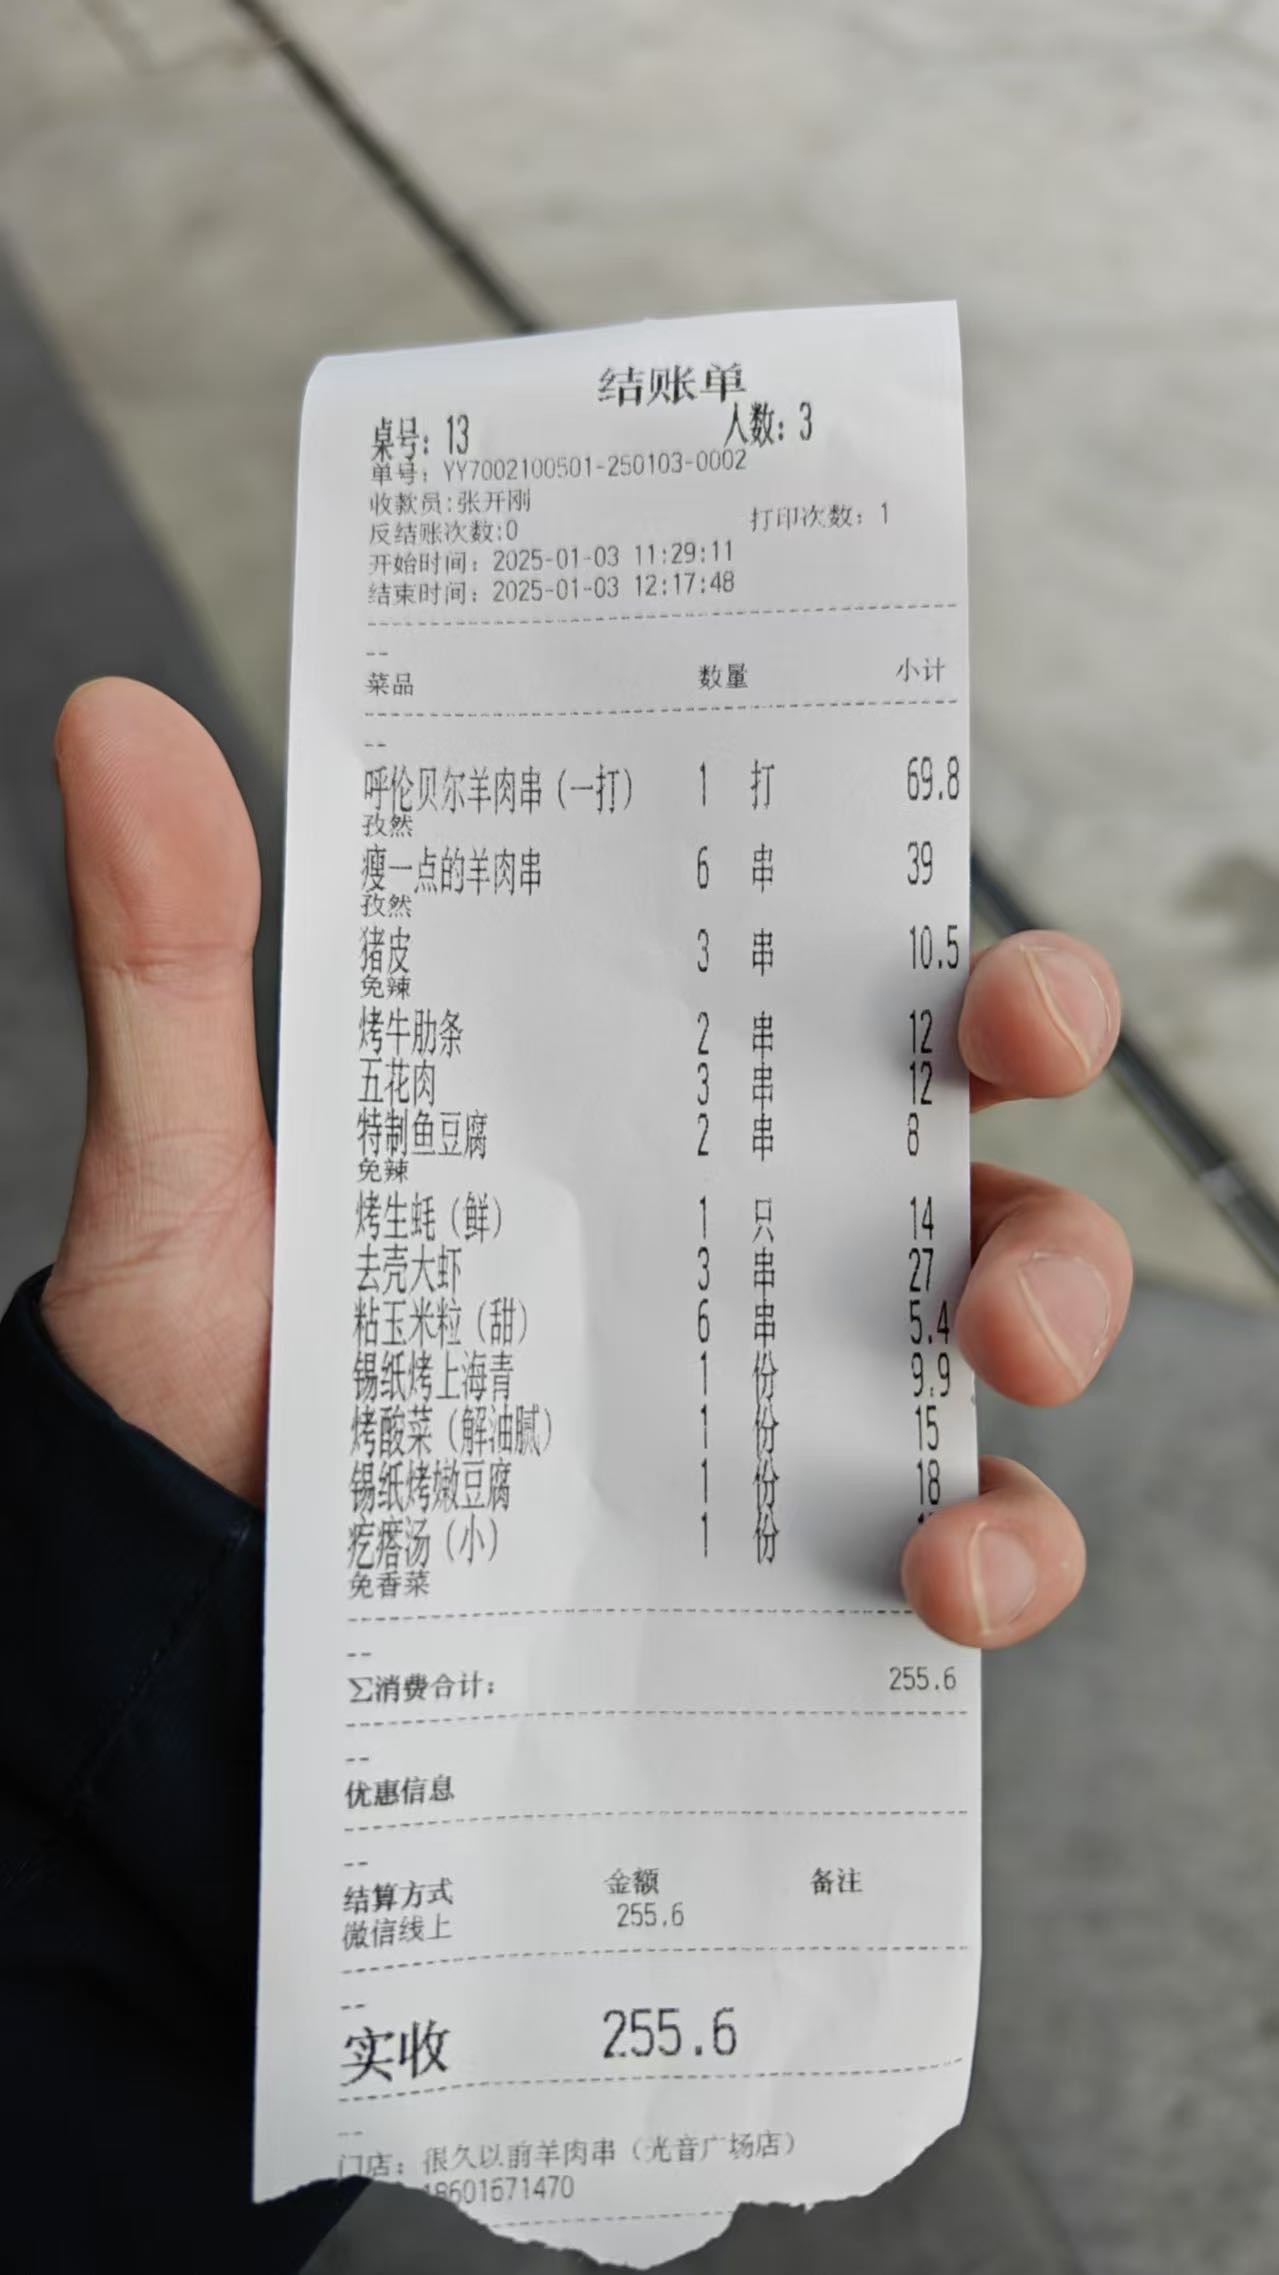 结账单
桌号：13 人数：3
单号：YY7002100501-250103-0002
收款员:张开刚
反结账次数:0 打印次数：1
开始时间：2025-01-03 11:29:11
结束时间：2025-01-03 12:17:48
--
菜品 数量 小计
--
呼伦贝尔羊肉串（一打） 1 打 69.8
孜然
瘦一点的羊肉串 6 串 39
孜然
猪皮 3 串 10.5
免辣
烤牛肋条 2 串 12
五花肉 3 串 12
特制鱼豆腐 2 串 8
免辣
烤生蚝（鲜） 1 只 14
去壳大虾 3 串 27
粘玉米粒（甜） 6 串 5.4
锡纸烤上海青 1 份 9.9
烤酸菜（解油腻） 1 份 15
锡纸烤嫩豆腐 1 份 18
疙瘩汤（小） 1 份
免香菜
--
∑消费合计： 255.6
--
优惠信息
--
结算方式 金额 备注
微信线上 255.6
--
实收 255.6
--
门店：很久以前羊肉串（光音广场店）
18601671470